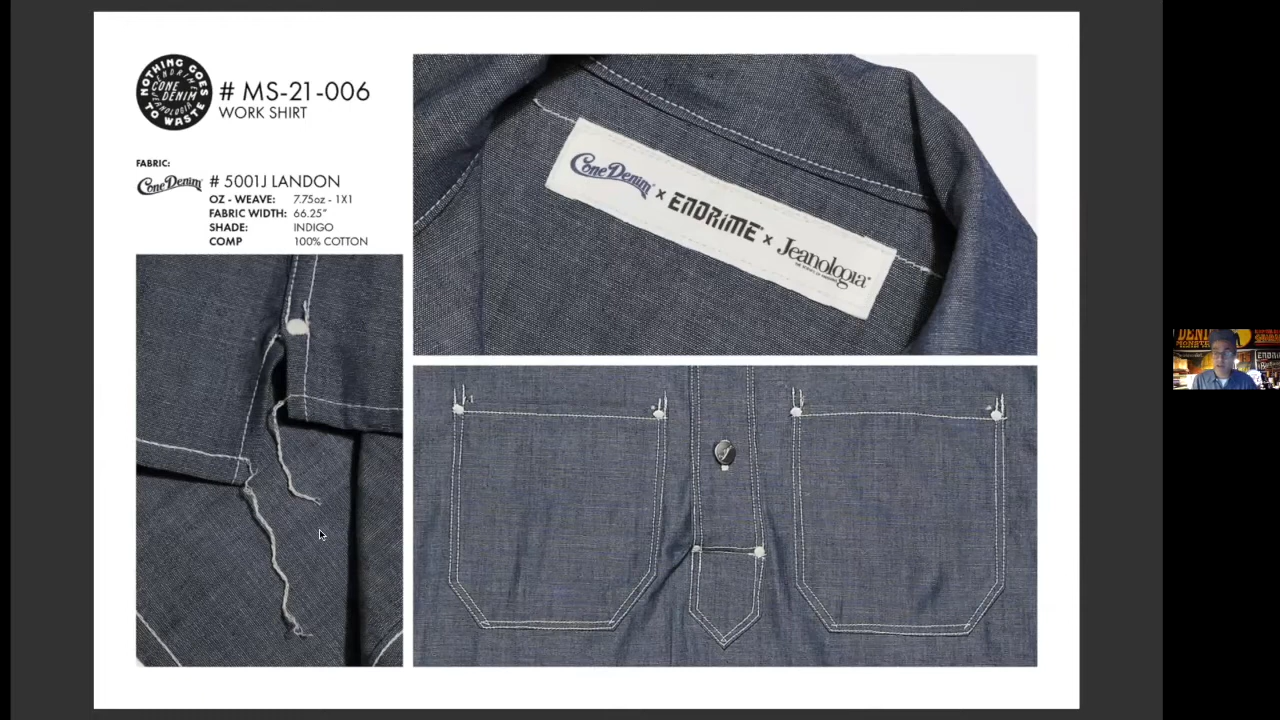 NOTHING GOES
TO WASTE
ENDRIME
CONE
DENIM
JEANOLOGIA
# MS-21-006
WORK SHIRT
FABRIC:
Cone Denim
# 5001J LANDON
OZ - WEAVE: 7.75oz - 1X1
FABRIC WIDTH: 66.25"
SHADE: INDIGO
COMP 100% COTTON
Cone Denim® x ENDRIME® x Jeanologia®